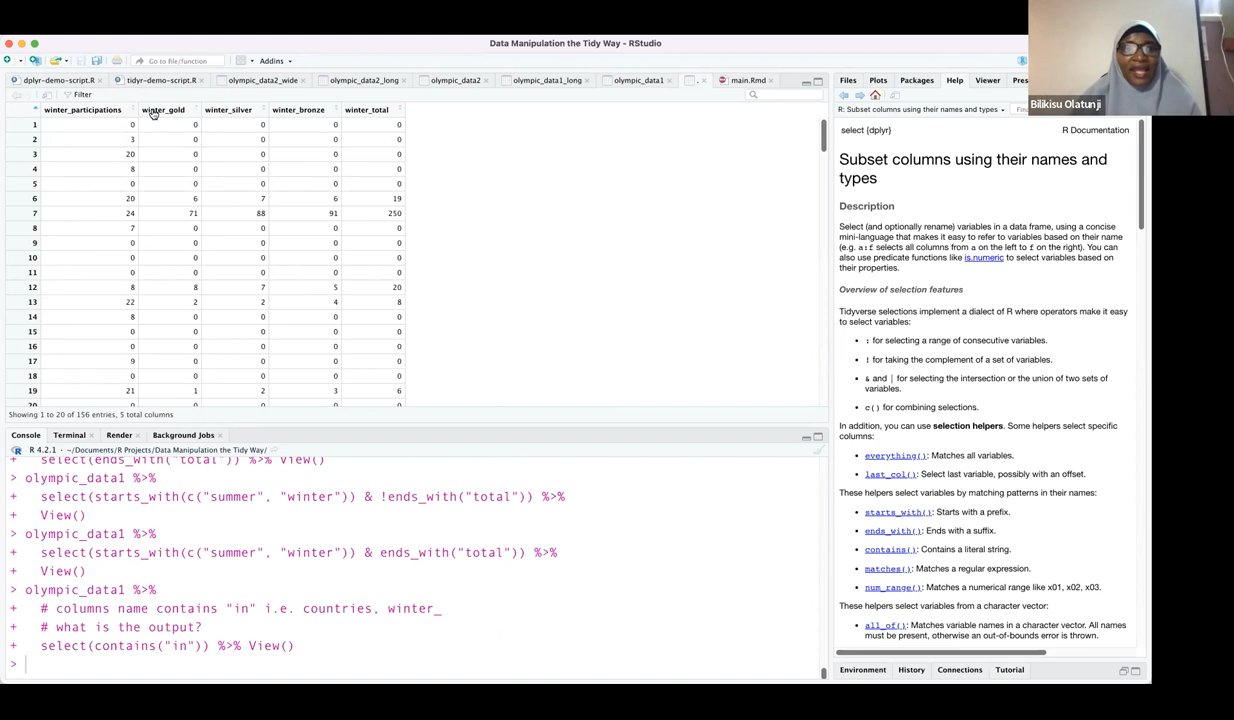 Data Manipulation the Tidy Way - RStudio
Go to file/function
Addins
dplyr-demo-script.R
tidyr-demo-script.R
olympic_data2_wide
olympic_data2_long
olympic_data2
olympic_data1_long
olympic_data1
.
main.Rmd
Filter
winter_participations winter_gold winter_silver winter_bronze winter_total
1 0 0 0 0 0
2 3 0 0 0 0
3 20 0 0 0 0
4 8 0 0 0 0
5 0 0 0 0 0
6 20 6 7 6 19
7 24 71 88 91 250
8 7 0 0 0 0
9 0 0 0 0 0
10 0 0 0 0 0
11 0 0 0 0 0
12 8 8 7 5 20
13 22 2 2 4 8
14 8 0 0 0 0
15 0 0 0 0 0
16 0 0 0 0 0
17 9 0 0 0 0
18 0 0 0 0 0
19 21 1 2 3 6
20 0 0 0 0 0
Showing 1 to 20 of 156 entries, 5 total columns
Console Terminal Render Background Jobs
R 4.2.1 · ~/Documents/R Projects/Data Manipulation the Tidy Way/
+ select(ends_with("total")) %>% View()
> olympic_data1 %>%
+ select(starts_with(c("summer", "winter")) & !ends_with("total")) %>%
+ View()
> olympic_data1 %>%
+ select(starts_with(c("summer", "winter")) & ends_with("total")) %>%
+ View()
> olympic_data1 %>%
+ # columns name contains "in" i.e. countries, winter_
+ # what is the output?
+ select(contains("in")) %>% View()
>
Files Plots Packages Help Viewer Pres
R: Subset columns using their names and types
select {dplyr} R Documentation
Subset columns using their names and
types
Description
Select (and optionally rename) variables in a data frame, using a concise
mini-language that makes it easy to refer to variables based on their name
(e.g. a:f selects all columns from a on the left to f on the right). You can
also use predicate functions like is.numeric to select variables based on
their properties.
Overview of selection features
Tidyverse selections implement a dialect of R where operators make it easy
to select variables:
• : for selecting a range of consecutive variables.
• ! for taking the complement of a set of variables.
• & and | for selecting the intersection or the union of two sets of
variables.
• c() for combining selections.
In addition, you can use selection helpers. Some helpers select specific
columns:
• everything(): Matches all variables.
• last_col(): Select last variable, possibly with an offset.
These helpers select variables by matching patterns in their names:
• starts_with(): Starts with a prefix.
• ends_with(): Ends with a suffix.
• contains(): Contains a literal string.
• matches(): Matches a regular expression.
• num_range(): Matches a numerical range like x01, x02, x03.
These helpers select variables from a character vector:
• all_of(): Matches variable names in a character vector. All
names must be present, otherwise an out-of-bounds error is thrown.
Environment History Connections Tutorial
Bilikisu Olatunji